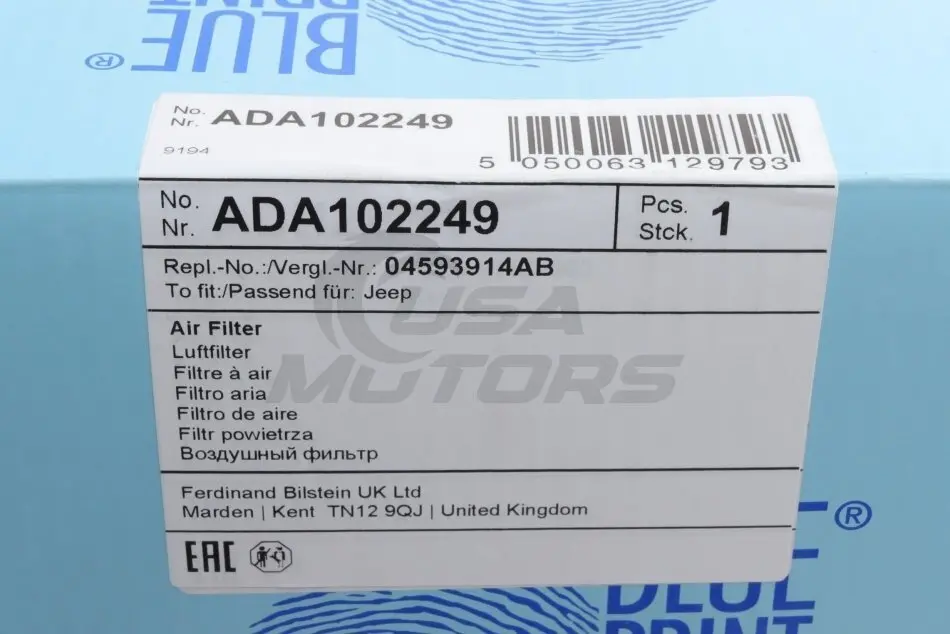 BLUE
PRINT
®
No.
Nr. ADA102249
9194
5 050063 129793
No.
Nr. ADA102249
Pcs.
Stck. 1
Repl.-No.:/Vergl.-Nr.: 04593914AB
To fit:/Passend für: Jeep
USA
MOTORS
Air Filter
Luftfilter
Filtre à air
Filtro aria
Filtro de aire
Filtr powietrza
Воздушный фильтр
Ferdinand Bilstein UK Ltd
Marden | Kent TN12 9QJ | United Kingdom
EAC
®
BLUE
PRINT